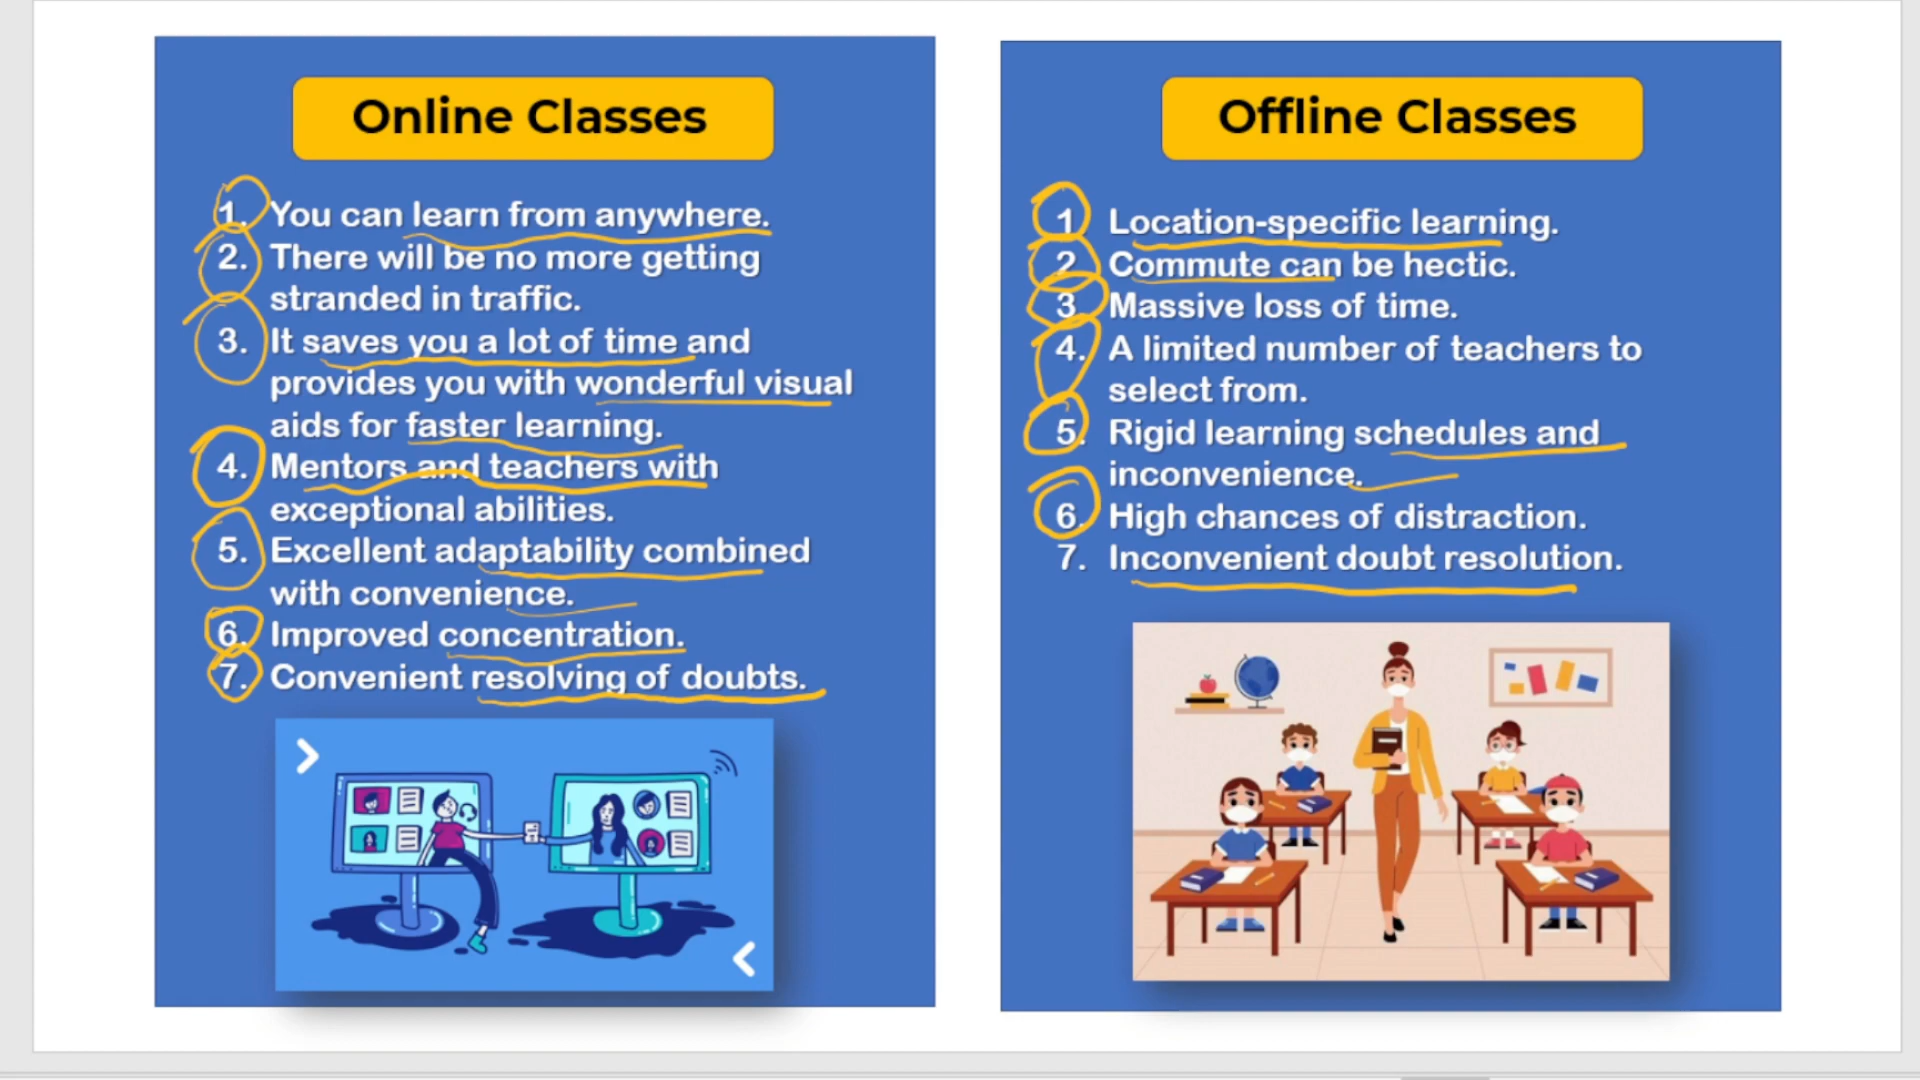 Online Classes
1. You can learn from anywhere.
2. There will be no more getting
stranded in traffic.
3. It saves you a lot of time and
provides you with wonderful visual
aids for faster learning.
4. Mentors and teachers with
exceptional abilities.
5. Excellent adaptability combined
with convenience.
6. Improved concentration.
7. Convenient resolving of doubts.
Offline Classes
1. Location-specific learning.
2. Commute can be hectic.
3. Massive loss of time.
4. A limited number of teachers to
select from.
5. Rigid learning schedules and
inconvenience.
6. High chances of distraction.
7. Inconvenient doubt resolution.